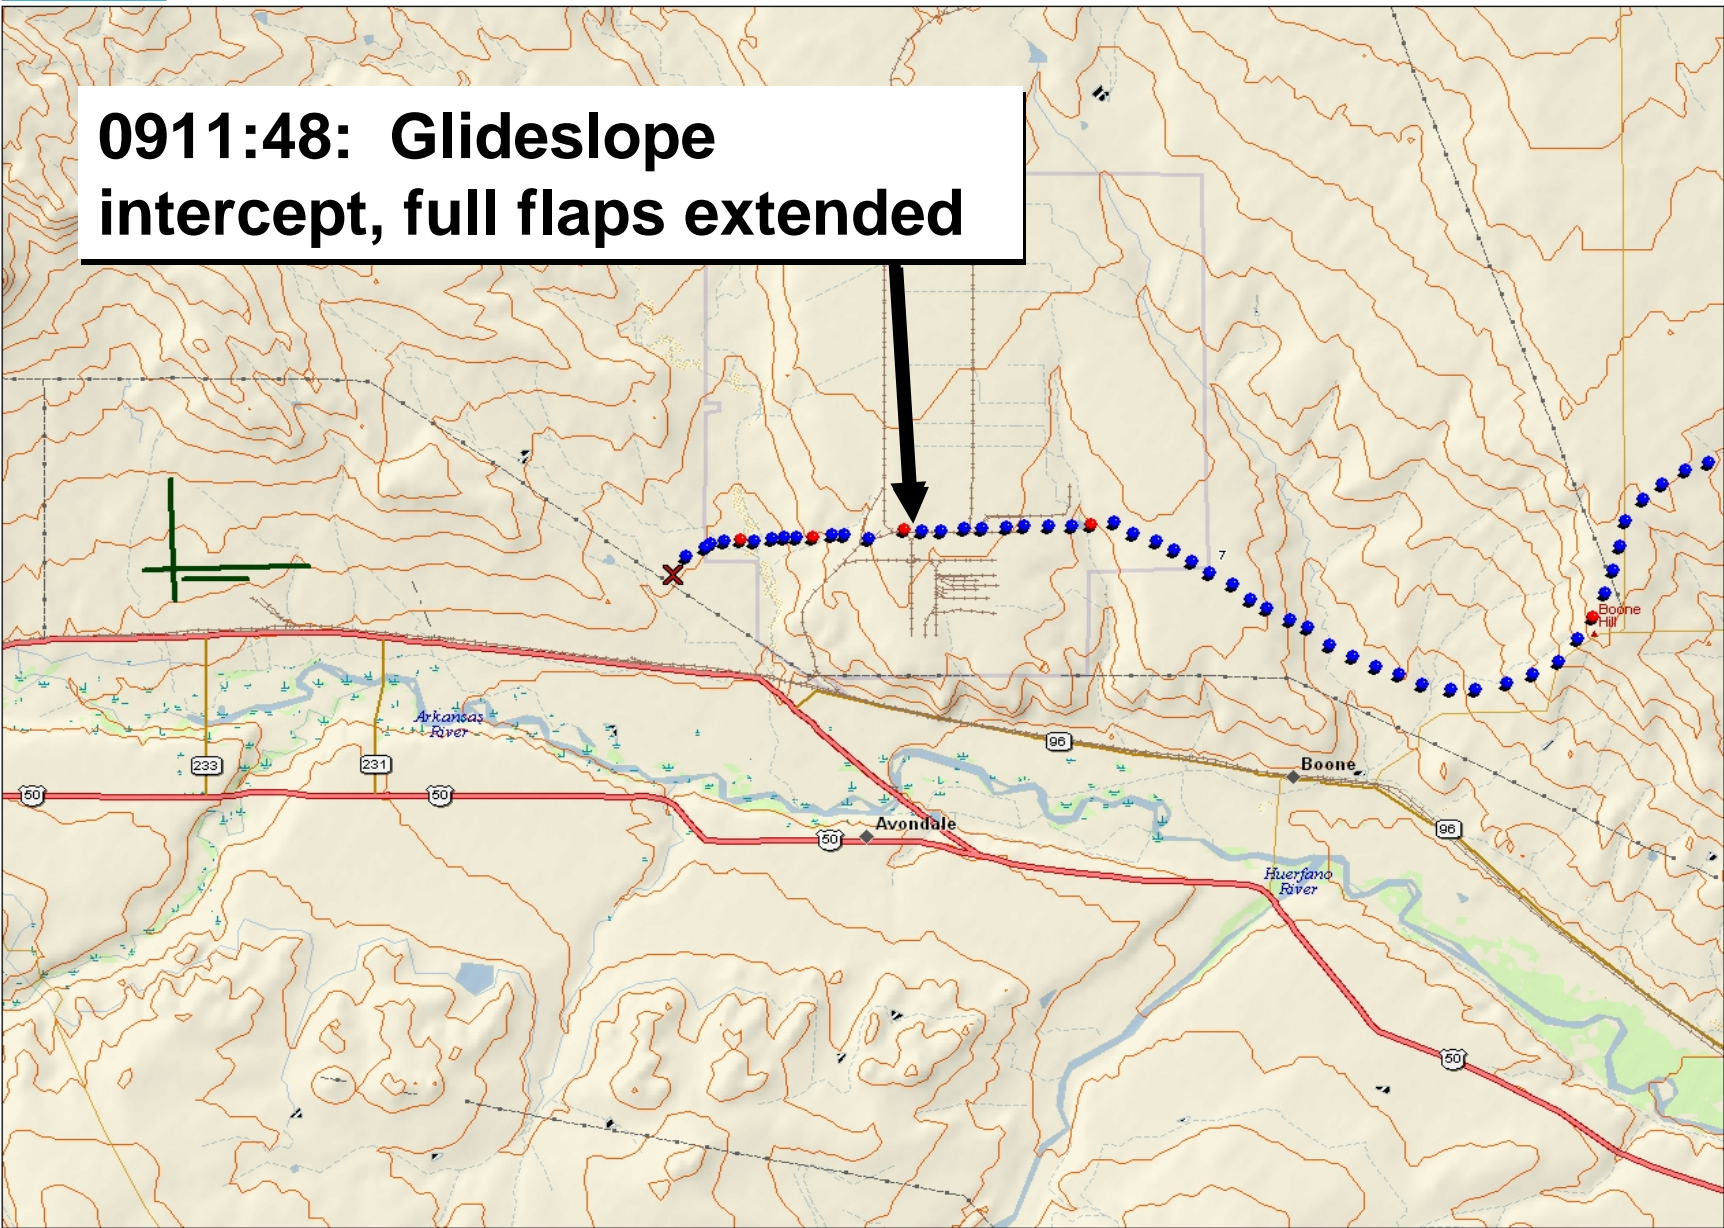 0911:48: Glideslope
intercept, full flaps extended
7
Boone
Hill
Arkansas
River
96
233
231
Boone
50
50
Avondale
50
96
Huerfano
River
50